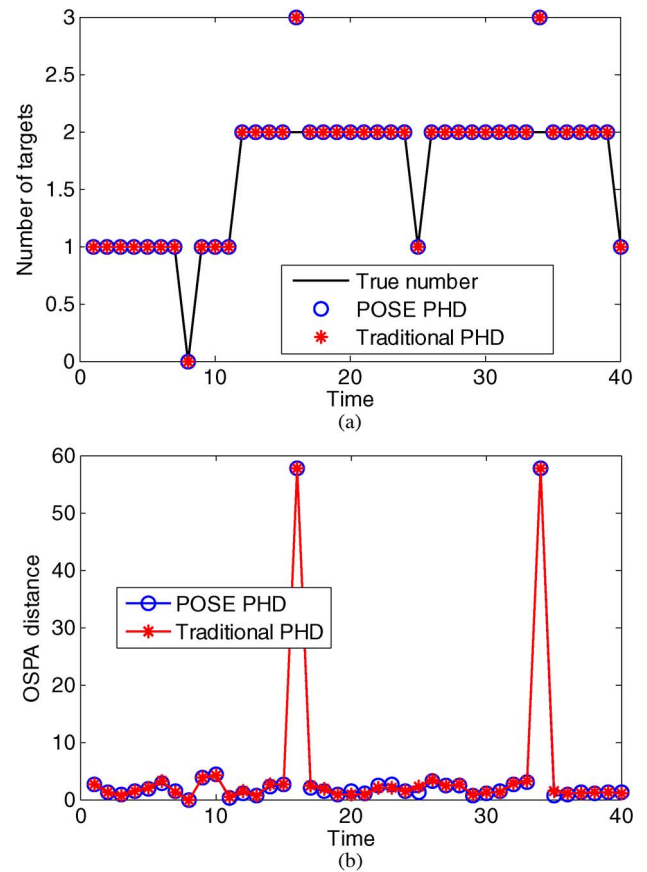 3
2.5
2
1.5
1
0.5
0
Number of targets
True number
POSE PHD
Traditional PHD
0 10 20 30 40
Time
(a)
60
50
40
30
20
10
0
OSPA distance
POSE PHD
Traditional PHD
0 10 20 30 40
Time
(b)